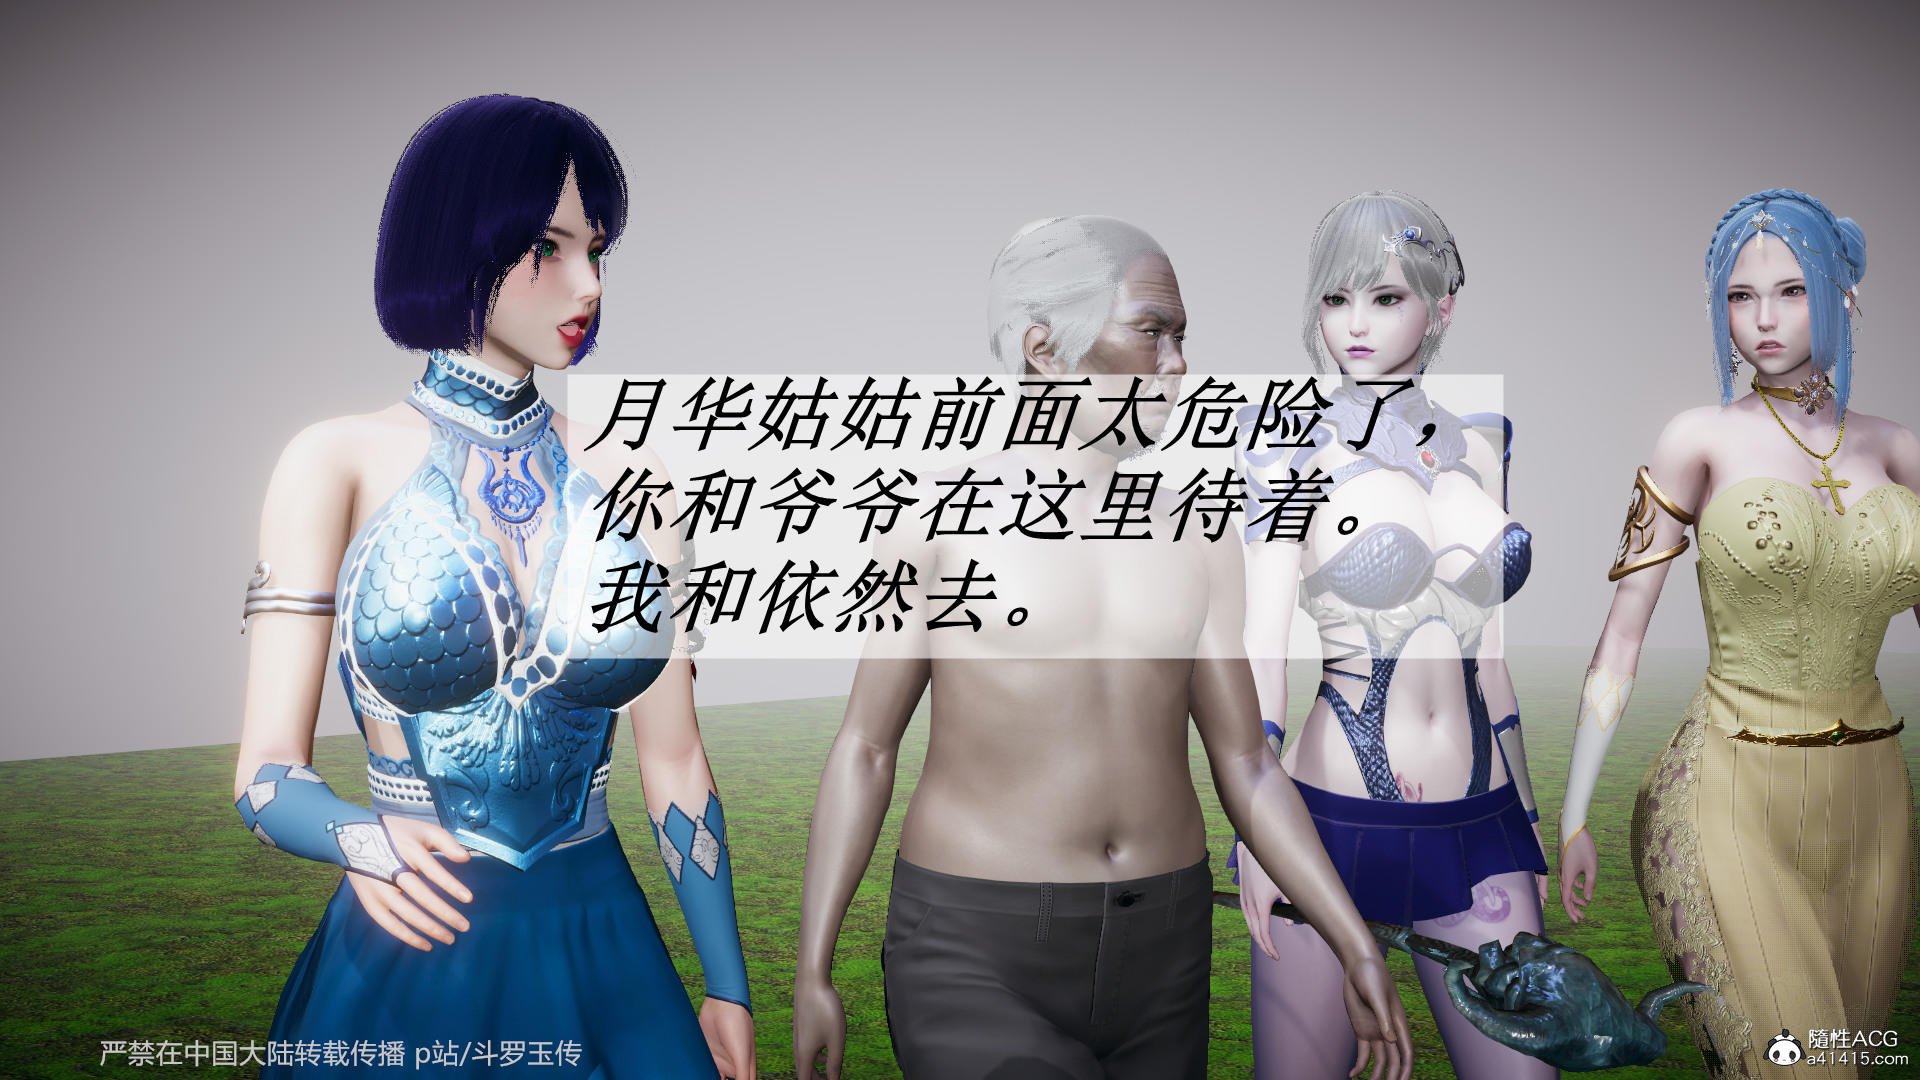 月华姑姑前面太危险了，
你和爷爷在这里待着。
我和依然去。
严禁在中国大陆转载传播 p站/斗罗玉传
隨性ACG
a41415.com